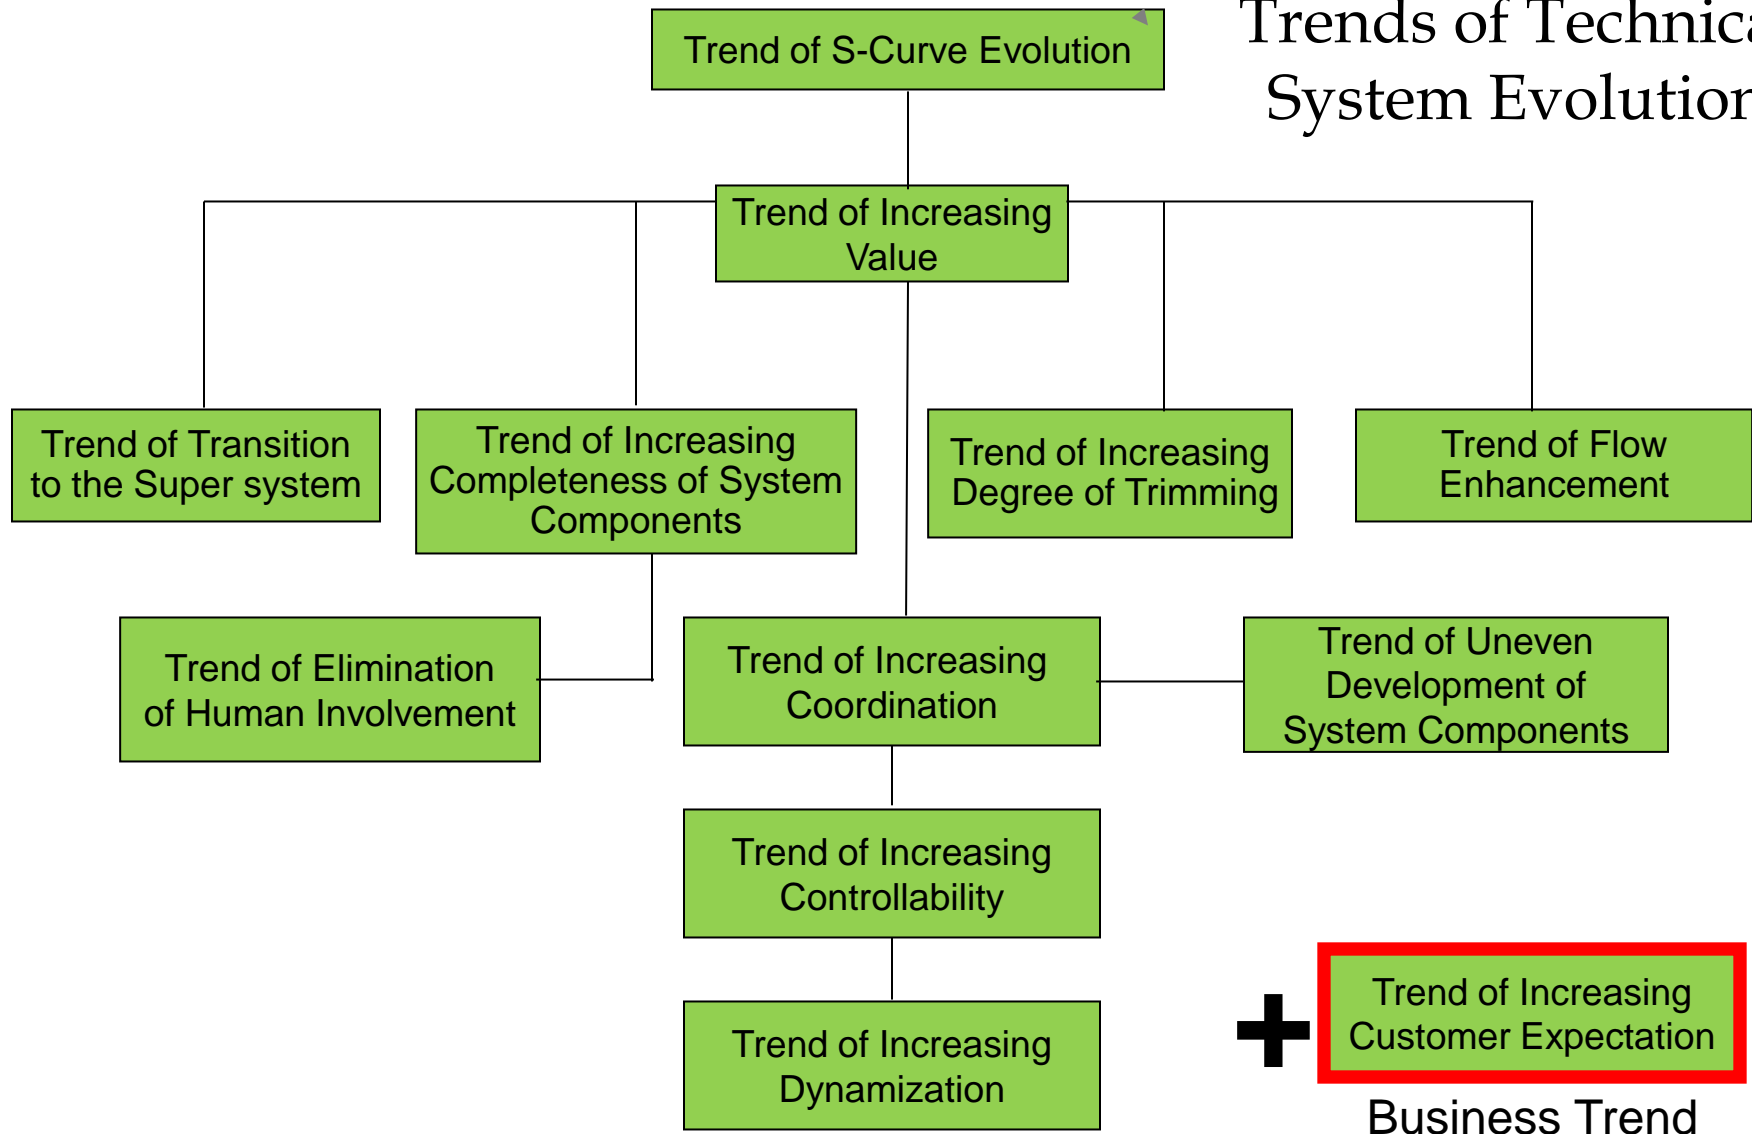 Trends of Technica
System Evolution
Trend of S-Curve Evolution
Trend of Increasing
Value
Trend of Transition
to the Super system
Trend of Increasing
Completeness of System
Components
Trend of Increasing
Degree of Trimming
Trend of Flow
Enhancement
Trend of Elimination
of Human Involvement
Trend of Increasing
Coordination
Trend of Uneven
Development of
System Components
Trend of Increasing
Controllability
Trend of Increasing
Dynamization
+
Trend of Increasing
Customer Expectation
Business Trend